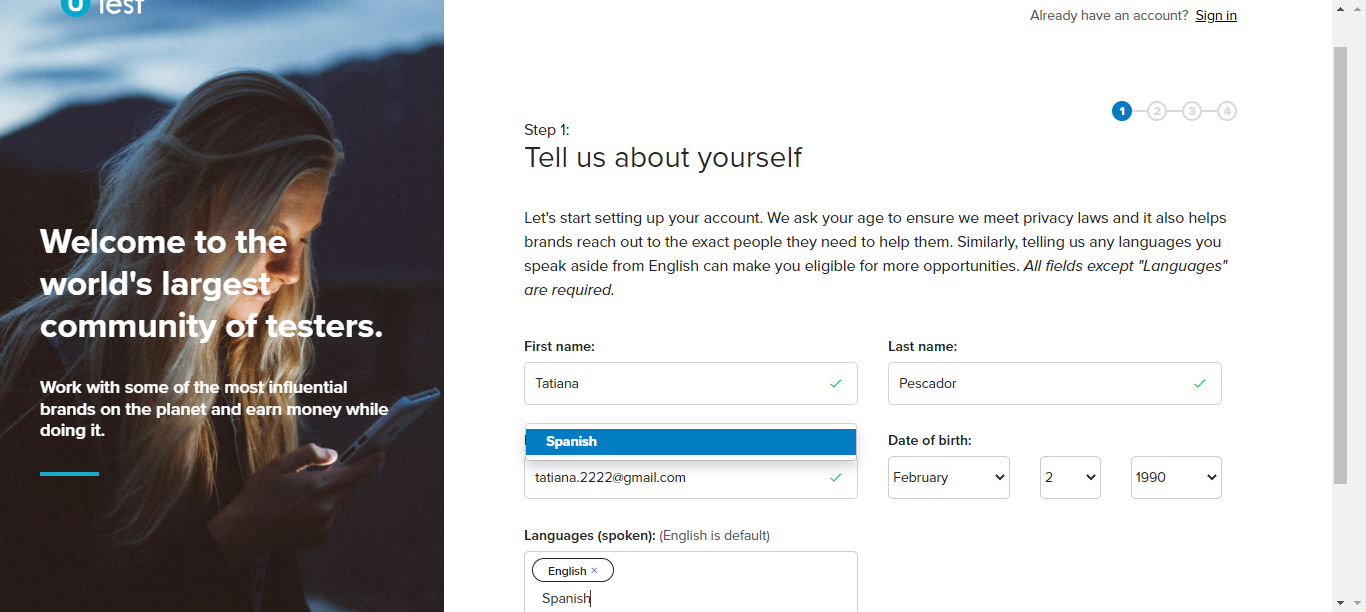 Test
Already have an account? Sign in
1 2 3 4
Step 1:
Tell us about yourself
Let's start setting up your account. We ask your age to ensure we meet privacy laws and it also helps
brands reach out to the exact people they need to help them. Similarly, telling us any languages you
speak aside from English can make you eligible for more opportunities. All fields except "Languages"
are required.
Welcome to the
world's largest
community of testers.
Work with some of the most influential
brands on the planet and earn money while
doing it.
First name:
Last name:
Tatiana
Pescador
Spanish
Date of birth:
tatiana.2222@gmail.com
February
2
1990
Languages (spoken): (English is default)
English ×
Spanish